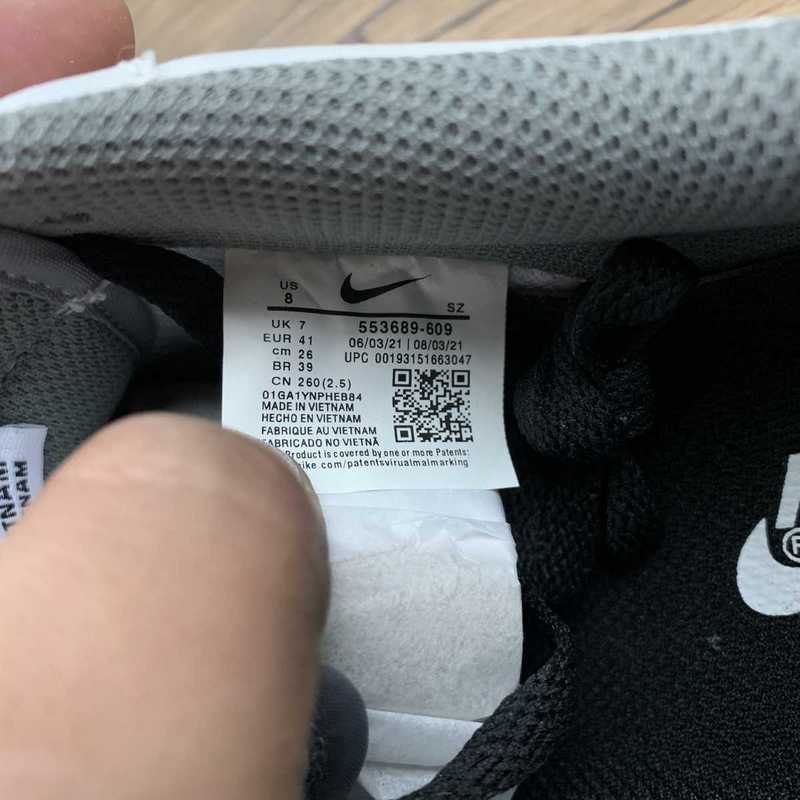 US
8
SZ
UK 7
EUR 41
cm 26
BR 39
CN 260(2.5)
553689-609
06/03/21 | 08/03/21
UPC 00193151663047
01GA1YNPHEB84
MADE IN VIETNAM
HECHO EN VIETNAM
FABRIQUE AU VIETNAM
FABRICADO NO VIETNÃ
Product is covered by one or more Patents:
/patentsvirualmalmarking
TNAM
TNAM
®